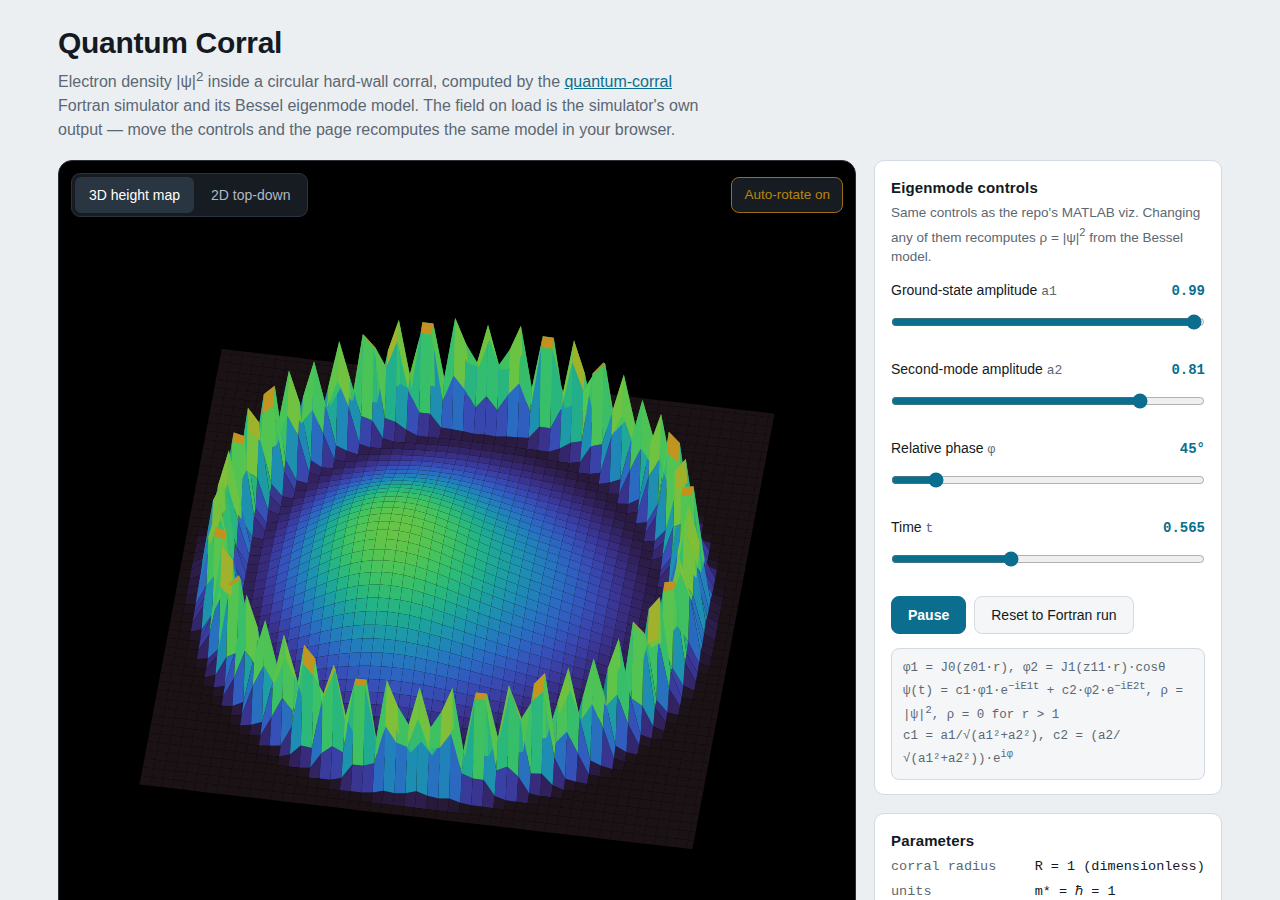 Quantum Corral
Electron density |ψ|² inside a circular hard-wall corral, computed by the quantum-corral
Fortran simulator and its Bessel eigenmode model. The field on load is the simulator's own
output — move the controls and the page recomputes the same model in your browser.
3D height map
2D top-down
Auto-rotate on
Eigenmode controls
Same controls as the repo's MATLAB viz. Changing
any of them recomputes ρ = |ψ|² from the Bessel
model.
Ground-state amplitude a1 0.99
Second-mode amplitude a2 0.81
Relative phase φ 45°
Time t 0.565
Pause
Reset to Fortran run
φ1 = J0(z01·r), φ2 = J1(z11·r)·cosθ
ψ(t) = c1·φ1·e⁻ⁱᴱ¹ᵗ + c2·φ2·e⁻ⁱᴱ²ᵗ, ρ =
|ψ|², ρ = 0 for r > 1
c1 = a1/√(a1²+a2²), c2 = (a2/
√(a1²+a2²))·eⁱᵠ
Parameters
corral radius R = 1 (dimensionless)
units m* = ℏ = 1